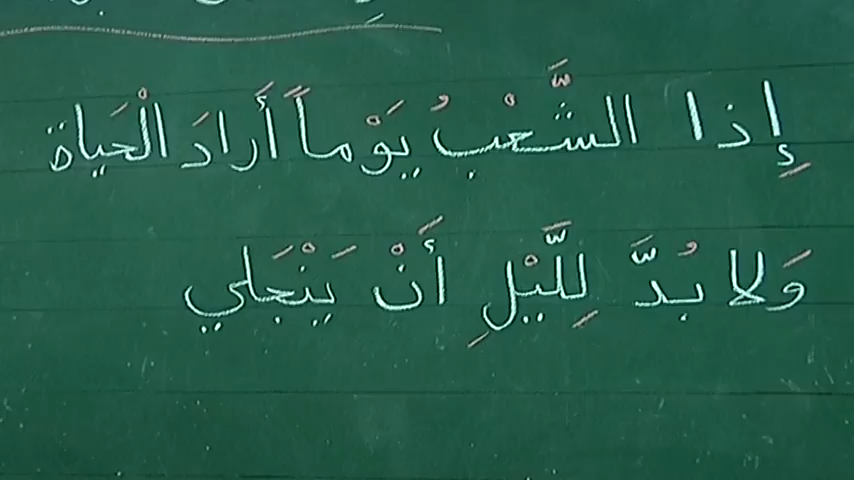 إِذا الشَّعْبُ يَوْماً أَرادَ الْحَياة
وَلا بُدَّ لِلَّيْلِ أَنْ يَنْجَلي